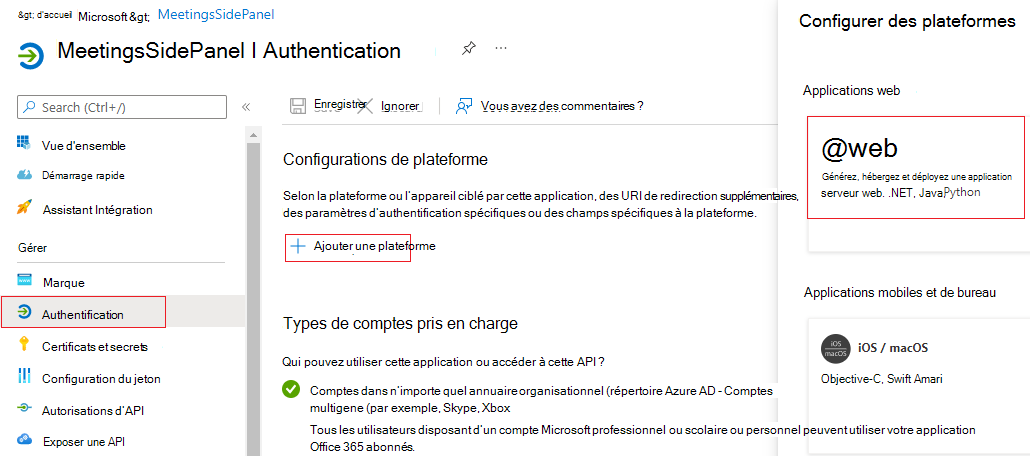 &gt; d'accueil Microsoft&gt; MeetingsSidePanel
MeetingsSidePanel I Authentication
...
Search (Ctrl+/)
«
Vue d'ensemble
Démarrage rapide
Assistant Intégration
Gérer
Marque
Authentification
Certificats et secrets
Configuration du jeton
Autorisations d'API
Exposer une API
Enregistrer
Ignorer
Vous avez des commentaires ?
Configurations de plateforme
Selon la plateforme ou l'appareil ciblé par cette application, des URI de redirection supplémentaires,
des paramètres d'authentification spécifiques ou des champs spécifiques à la plateforme.
Ajouter une plateforme
Types de comptes pris en charge
Qui pouvez utiliser cette application ou accéder à cette API ?
Comptes dans n'importe quel annuaire organisationnel (répertoire Azure AD - Comptes
multigene (par exemple, Skype, Xbox
Tous les utilisateurs disposant d'un compte Microsoft professionnel ou scolaire ou personnel peuvent utiliser votre application
Office 365 abonnés.
Configurer des plateformes
Applications web
@web
Générez, hébergez et déployez une application
serveur web. .NET, Java, Python
Applications mobiles et de bureau
iOS
macOS
iOS / macOS
Objective-C, Swift Amari